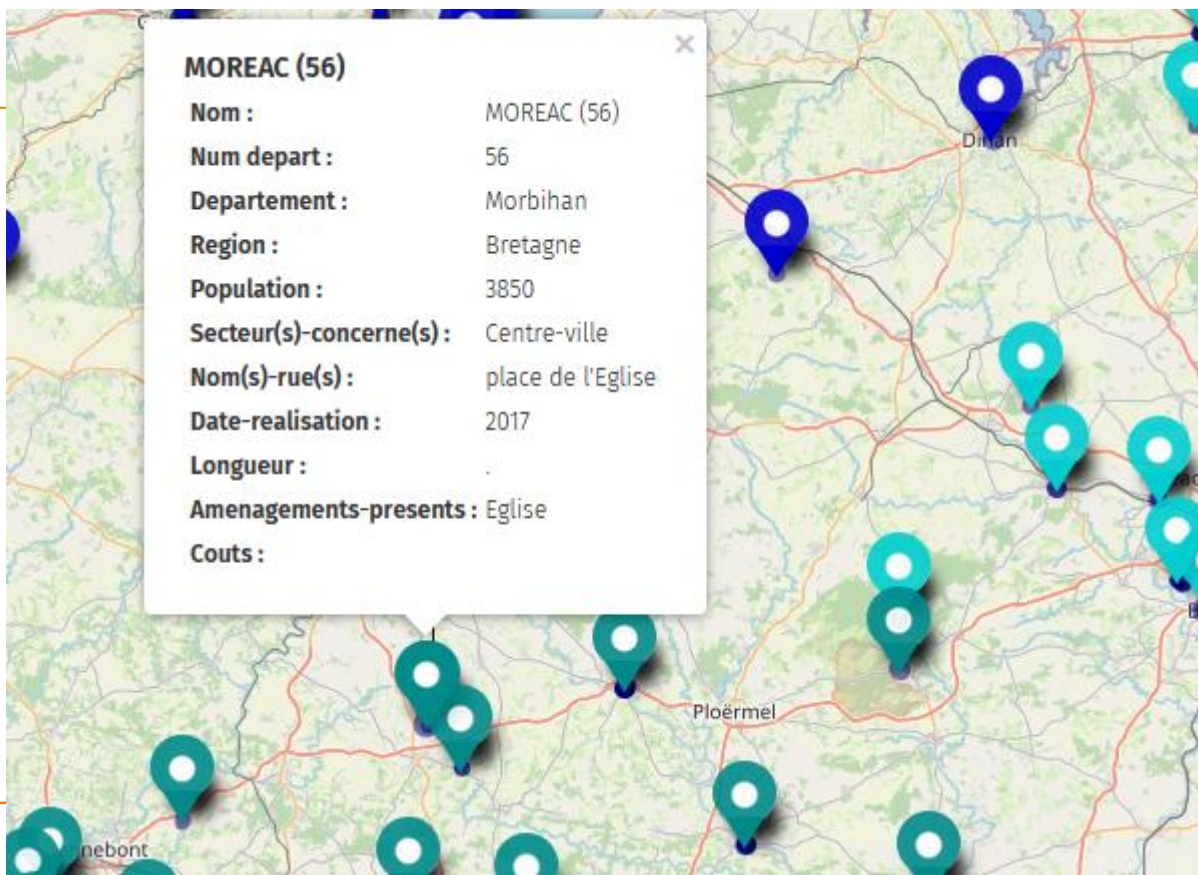 MOREAC (56)
×
Nom : MOREAC (56)
Num depart : 56
Departement : Morbihan
Region : Bretagne
Population : 3850
Secteur(s)-concerne(s) : Centre-ville
Nom(s)-rue(s) : place de l'Eglise
Date-realisation : 2017
Longueur : .
Amenagements-presents : Eglise
Couts :
Dinan
Ploërmel
nebont